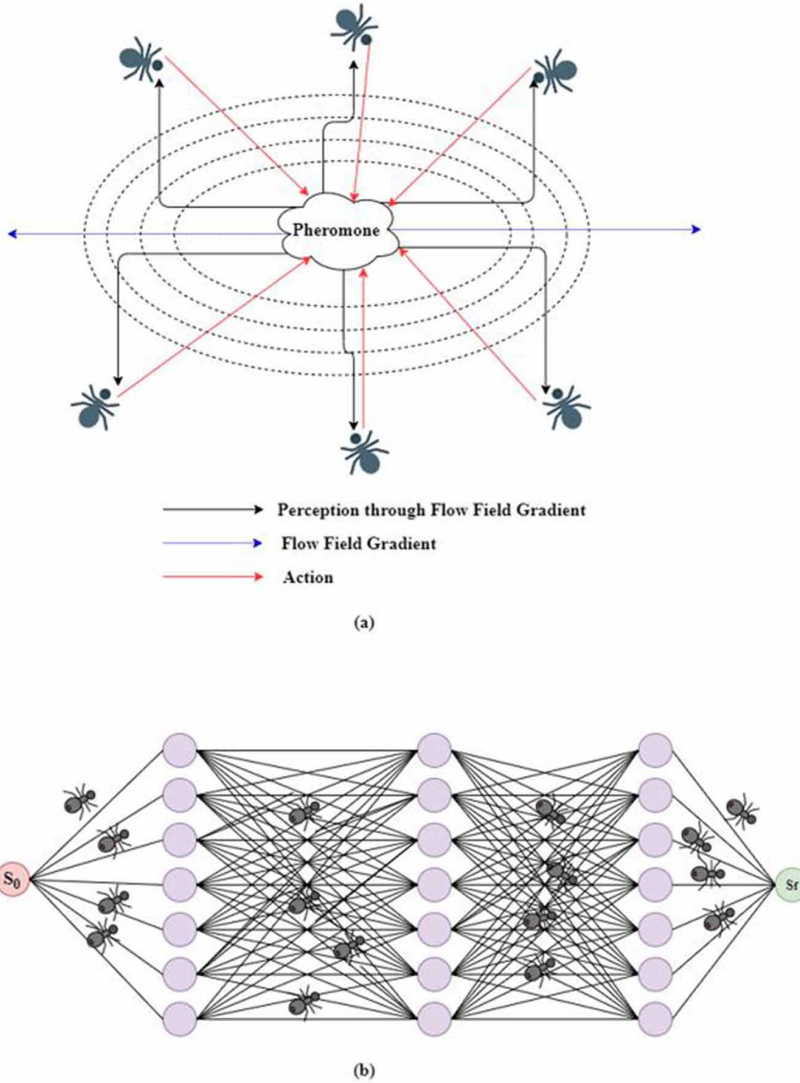 Pheromone
Perception through Flow Field Gradient
Flow Field Gradient
Action
(a)
S0
Sf
(b)